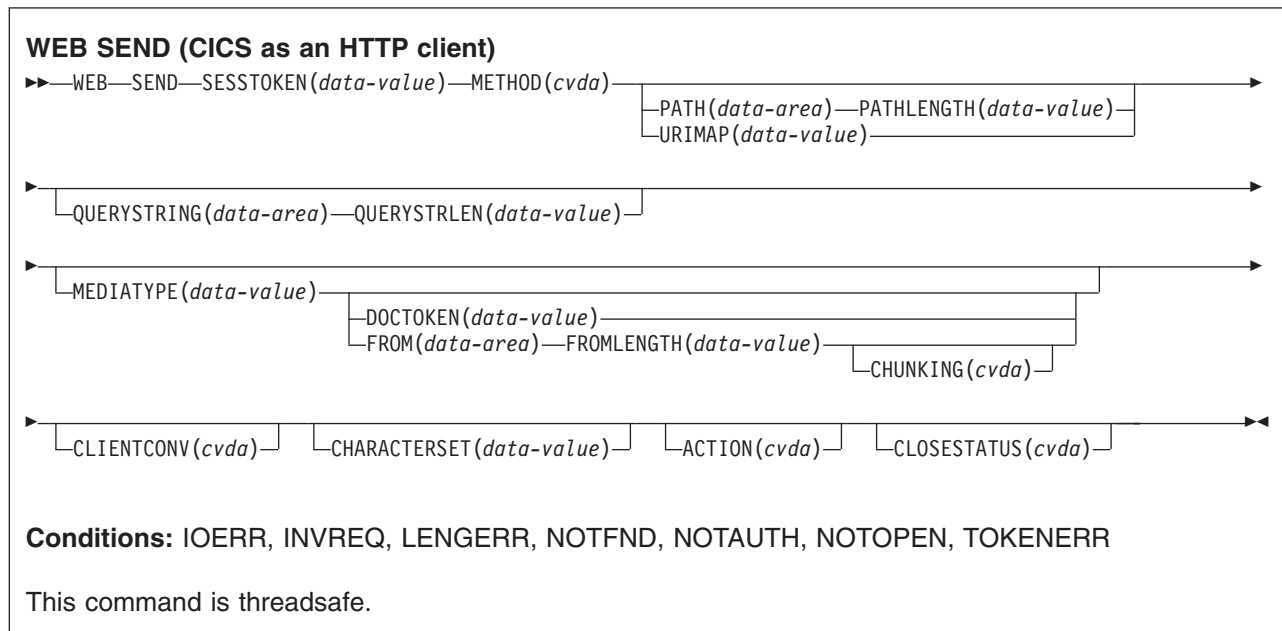 WEB SEND (CICS as an HTTP client)
WEB SEND SESSTOKEN(data-value) METHOD(cvda)
PATH(data-area) PATHLENGTH(data-value)
URIMAP(data-value)
QUERYSTRING(data-area) QUERYSTRLEN(data-value)
MEDIATYPE(data-value)
DOCTOKEN(data-value)
FROM(data-area) FROMLENGTH(data-value)
CHUNKING(cvda)
CLIENTCONV(cvda) CHARACTERSET(data-value) ACTION(cvda) CLOSESTATUS(cvda)
Conditions: IOERR, INVREQ, LENGERR, NOTFND, NOTAUTH, NOTOPEN, TOKENERR
This command is threadsafe.